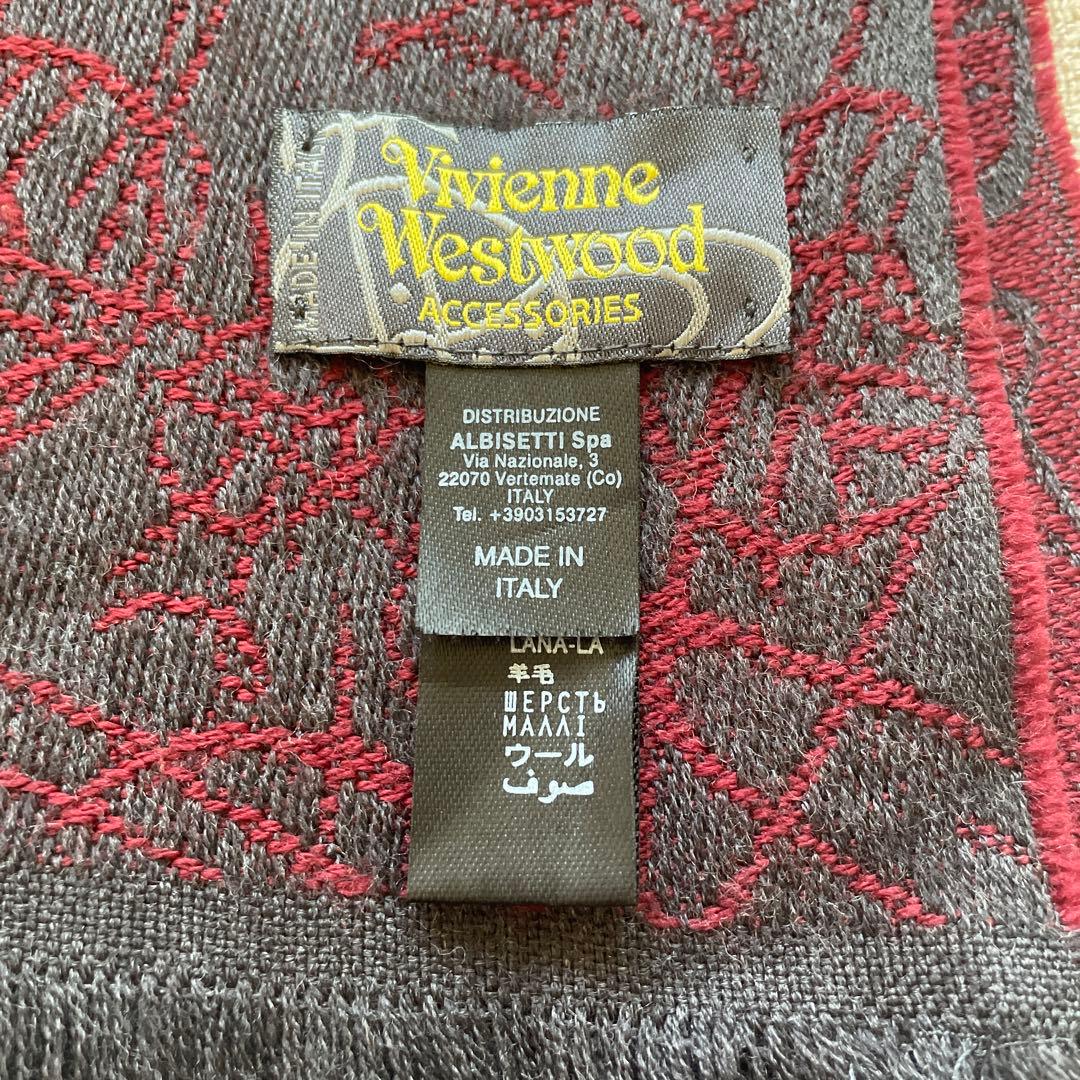 MADE IN ITALY
Vivienne
Westwood
ACCESSORIES
DISTRIBUZIONE
ALBISETTI Spa
Via Nazionale, 3
22070 Vertemate (Co)
ITALY
Tel. +3903153727
MADE IN
ITALY
LANA-LA
羊毛
ШЕРСТЬ
ΜΑΛΛΙ
ウール
صوف